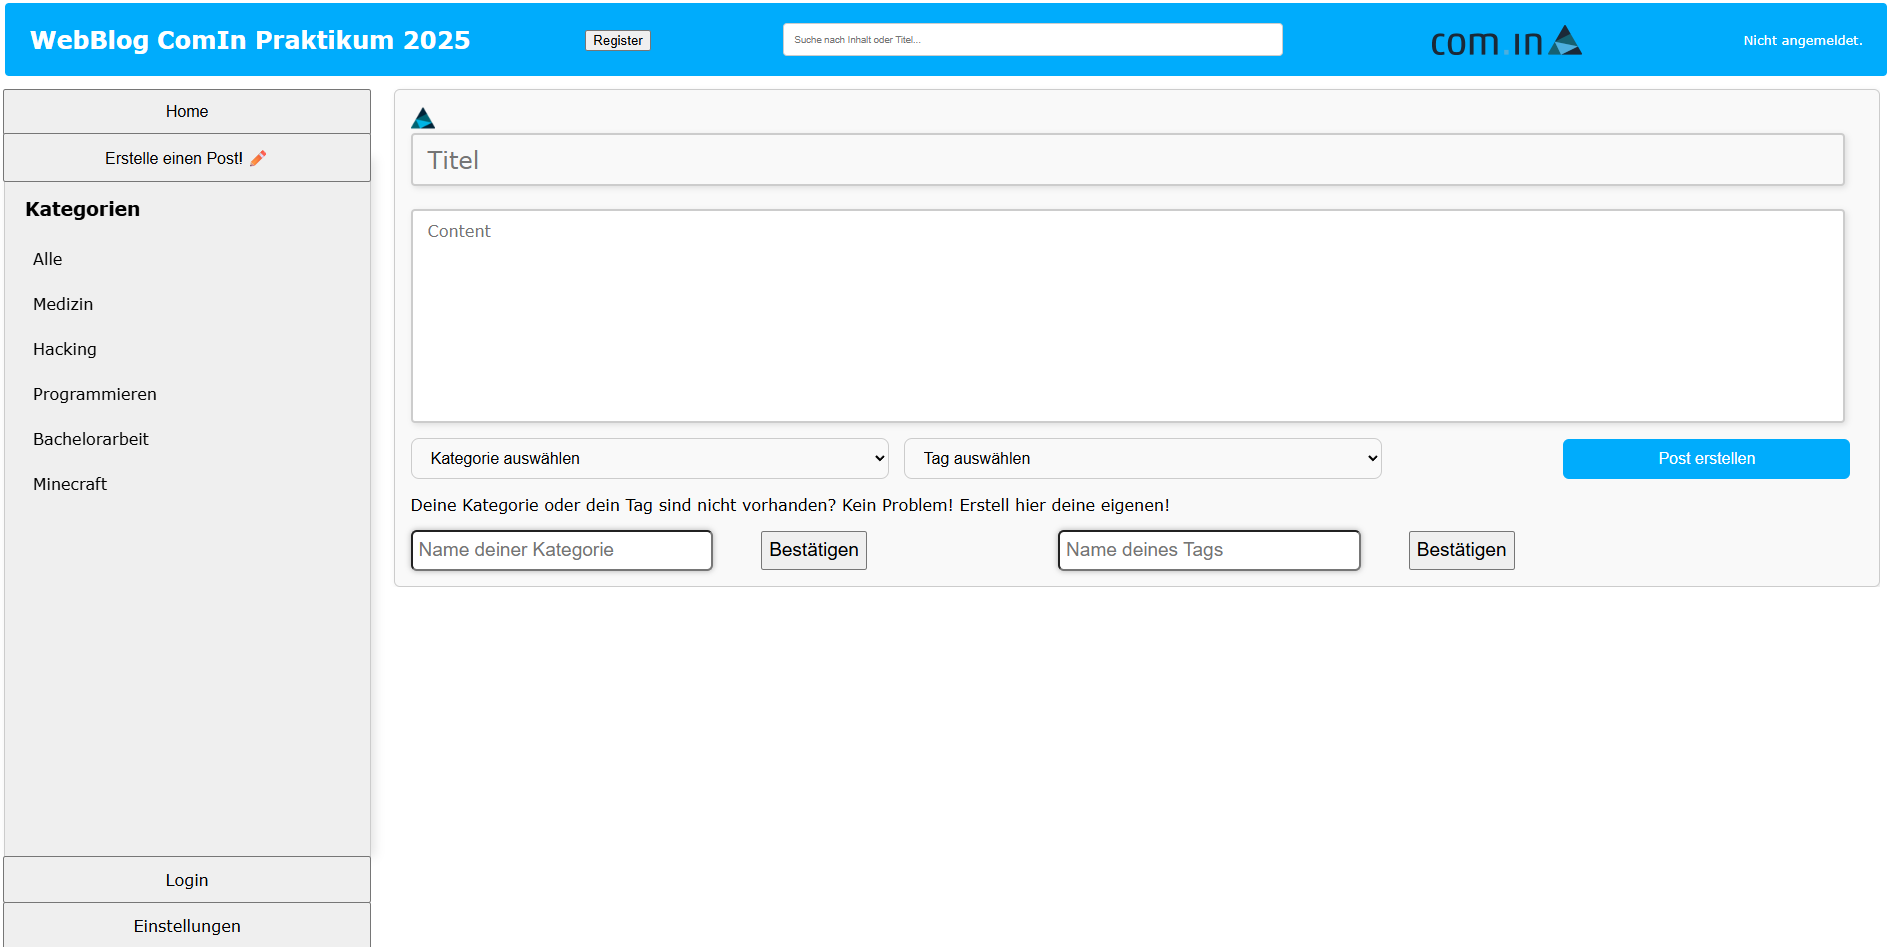 WebBlog ComIn Praktikum 2025
Register
Suche nach Inhalt oder Titel...
com.in
Nicht angemeldet.
Home
Erstelle einen Post!
Kategorien
Alle
Medizin
Hacking
Programmieren
Bachelorarbeit
Minecraft
Login
Einstellungen
Titel
Content
Kategorie auswählen
Tag auswählen
Post erstellen
Deine Kategorie oder dein Tag sind nicht vorhanden? Kein Problem! Erstell hier deine eigenen!
Name deiner Kategorie
Bestätigen
Name deines Tags
Bestätigen